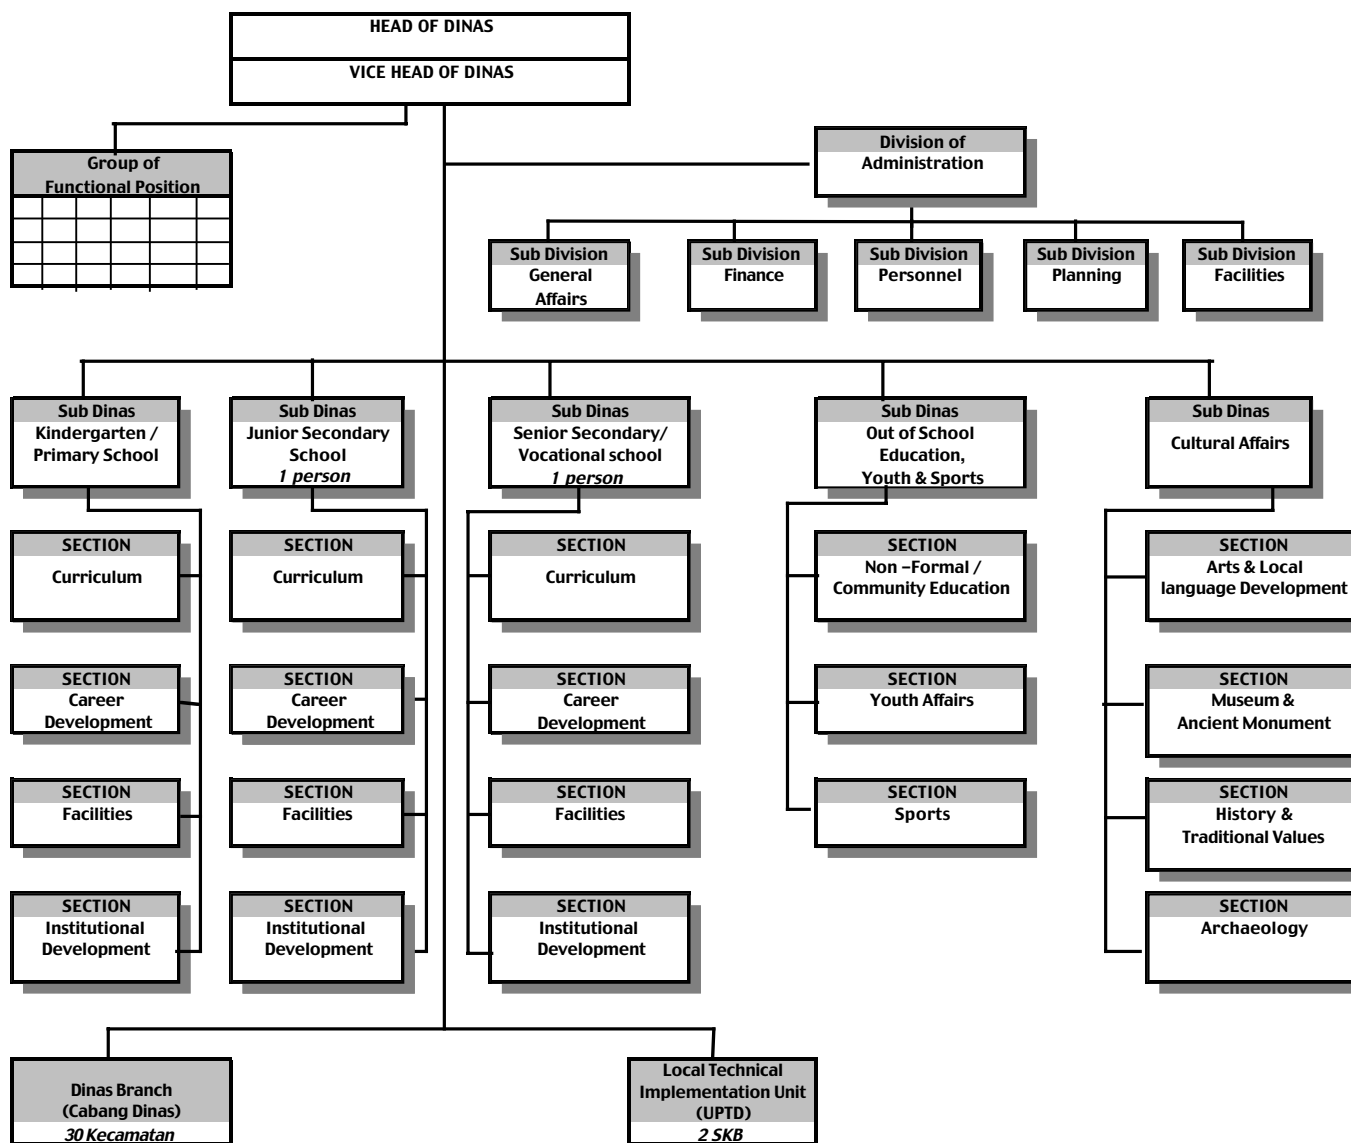 HEAD OF DINAS
VICE HEAD OF DINAS
Group of
Functional Position
Division of
Administration
Sub Division
General
Affairs
Sub Division
Finance
Sub Division
Personnel
Sub Division
Planning
Sub Division
Facilities
Sub Dinas
Kindergarten /
Primary School
Sub Dinas
Junior Secondary
School
1 person
Sub Dinas
Senior Secondary/
Vocational school
1 person
Sub Dinas
Out of School
Education,
Youth & Sports
Sub Dinas
Cultural Affairs
SECTION
Curriculum
SECTION
Curriculum
SECTION
Curriculum
SECTION
Non –Formal /
Community Education
SECTION
Arts & Local
language Development
SECTION
Career
Development
SECTION
Career
Development
SECTION
Career
Development
SECTION
Youth Affairs
SECTION
Museum &
Ancient Monument
SECTION
Facilities
SECTION
Facilities
SECTION
Facilities
SECTION
Sports
SECTION
History &
Traditional Values
SECTION
Institutional
Development
SECTION
Institutional
Development
SECTION
Institutional
Development
SECTION
Archaeology
Dinas Branch
(Cabang Dinas)
30 Kecamatan
Local Technical
Implementation Unit
(UPTD)
2 SKB